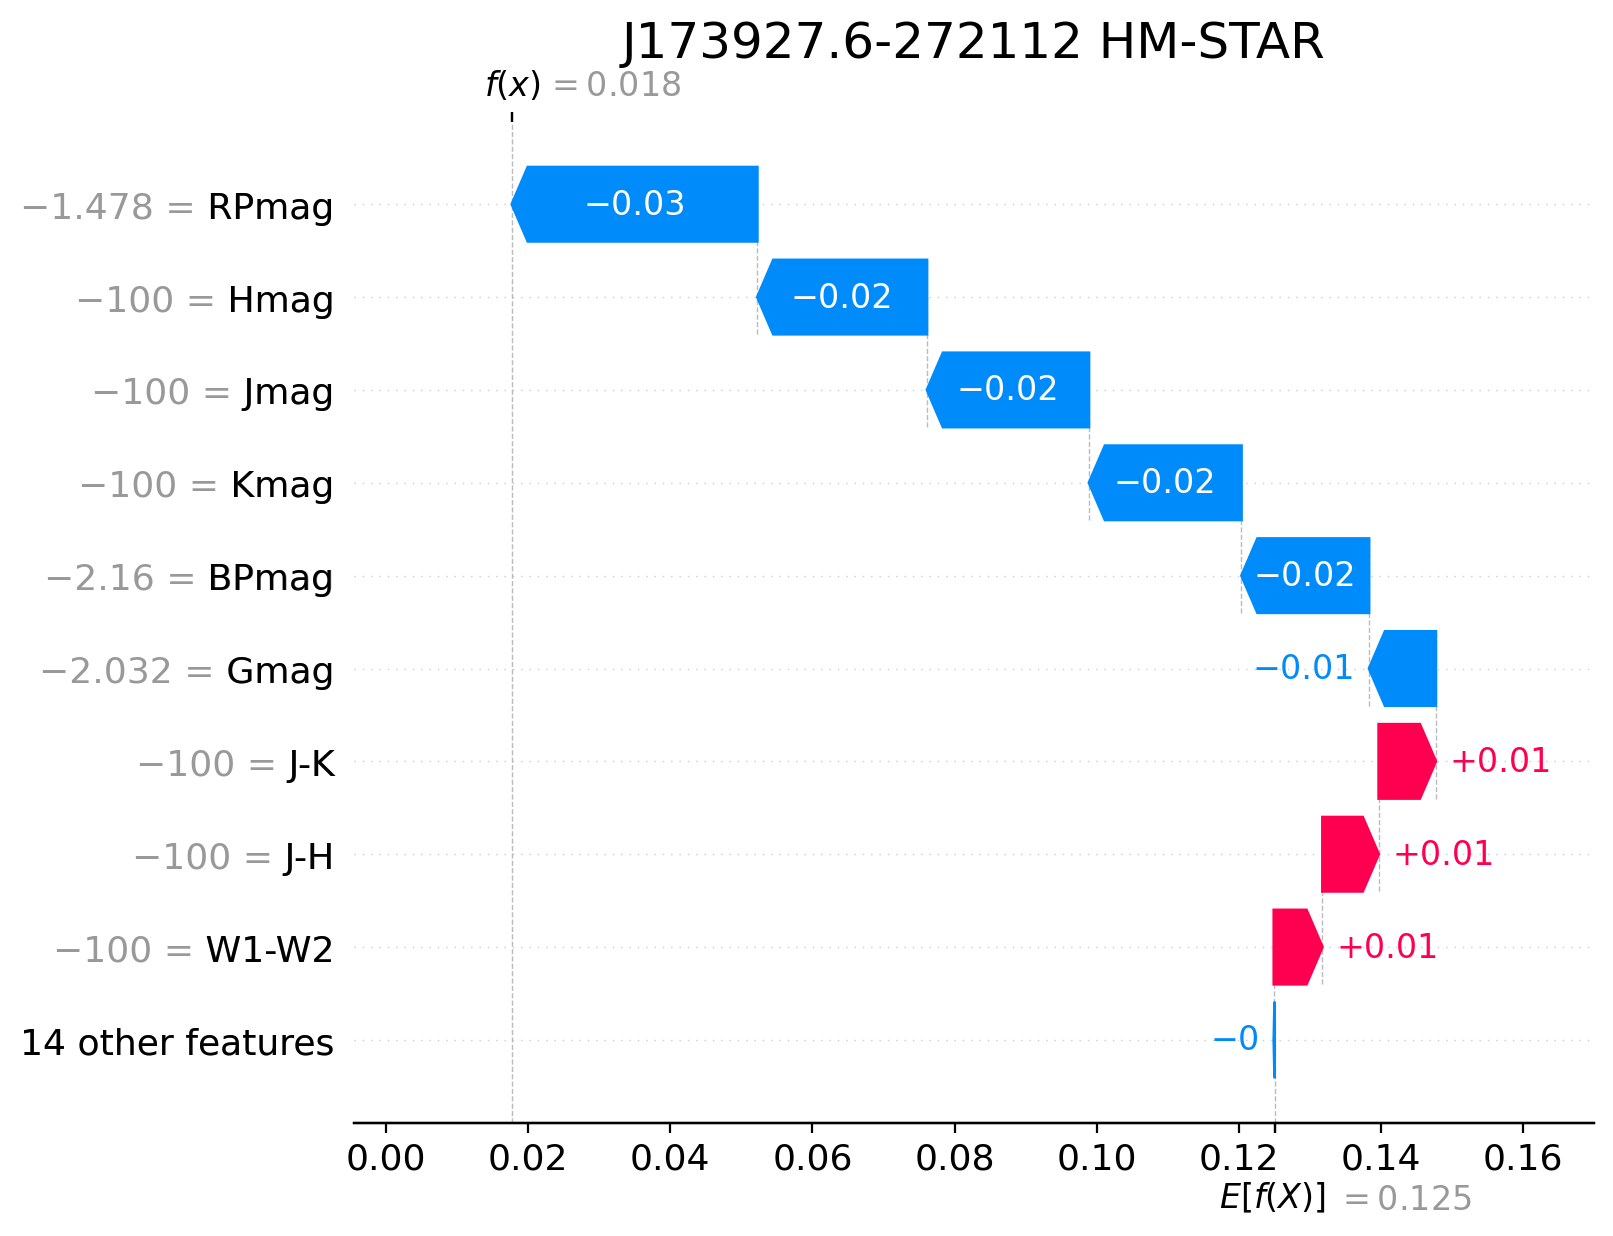 J173927.6-272112 HM-STAR
f(x) = 0.018
−1.478 = RPmag −0.03
−100 = Hmag −0.02
−100 = Jmag −0.02
−100 = Kmag −0.02
−2.16 = BPmag −0.02
−2.032 = Gmag −0.01
−100 = J-K +0.01
−100 = J-H +0.01
−100 = W1-W2 +0.01
14 other features −0
0.00 0.02 0.04 0.06 0.08 0.10 0.12 0.14 0.16
E[f(X)] = 0.125